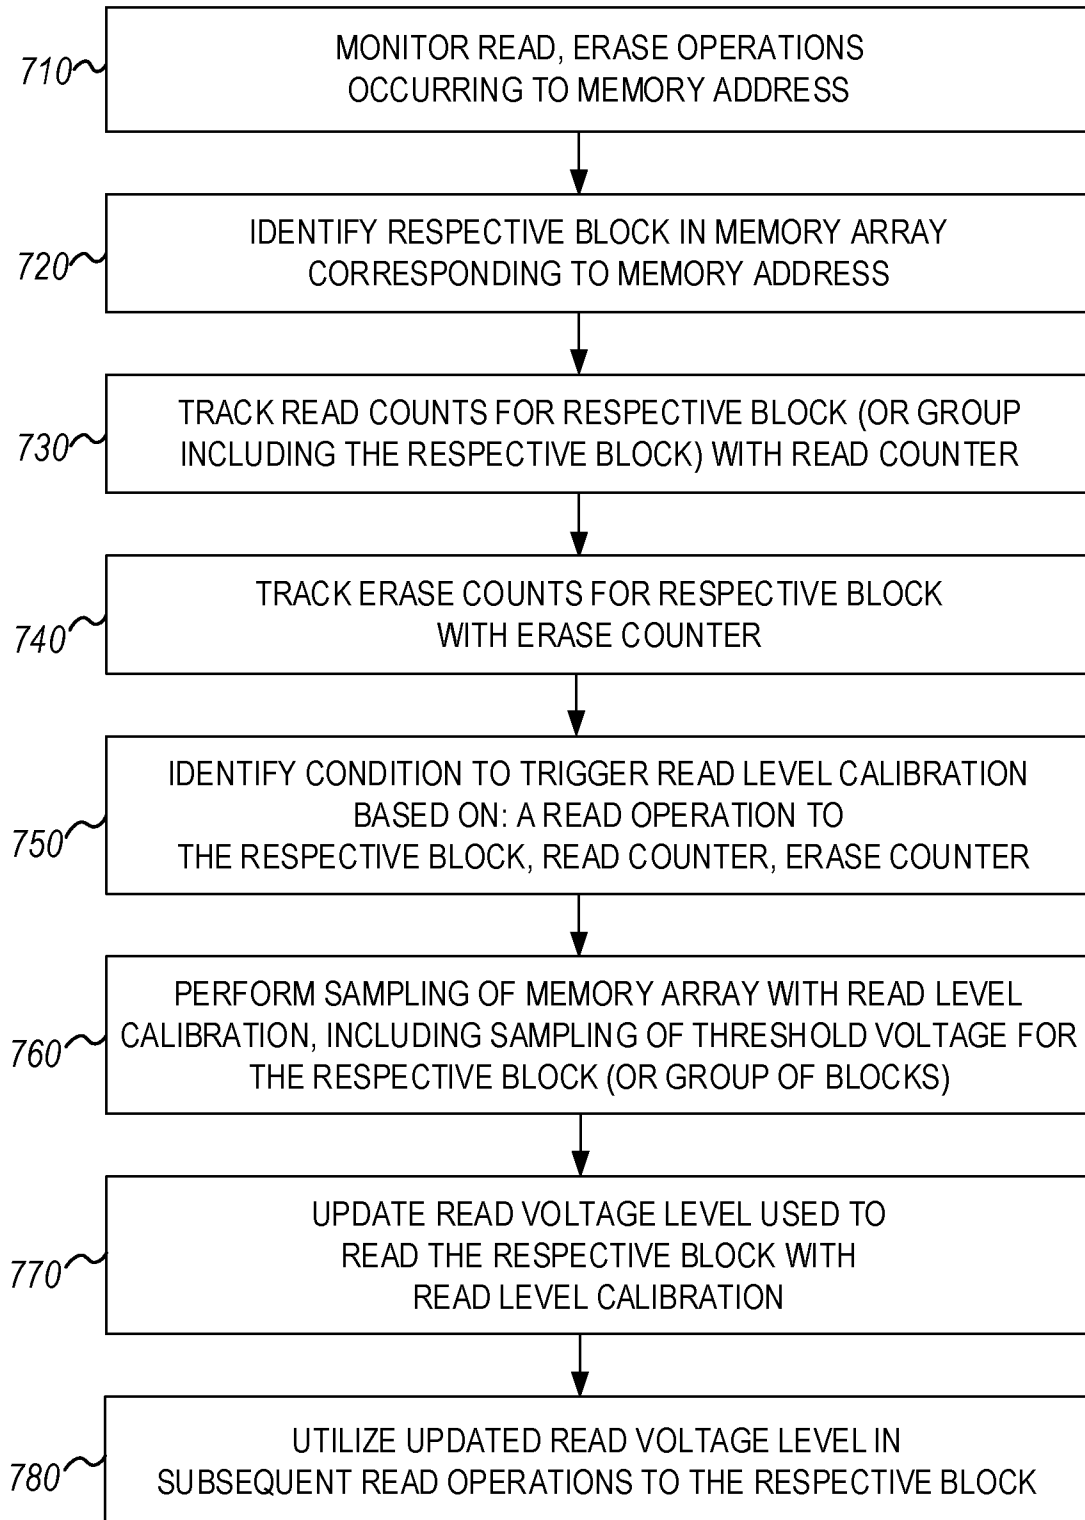 710
MONITOR READ, ERASE OPERATIONS
OCCURRING TO MEMORY ADDRESS
720
IDENTIFY RESPECTIVE BLOCK IN MEMORY ARRAY
CORRESPONDING TO MEMORY ADDRESS
730
TRACK READ COUNTS FOR RESPECTIVE BLOCK (OR GROUP
INCLUDING THE RESPECTIVE BLOCK) WITH READ COUNTER
740
TRACK ERASE COUNTS FOR RESPECTIVE BLOCK
WITH ERASE COUNTER
750
IDENTIFY CONDITION TO TRIGGER READ LEVEL CALIBRATION
BASED ON: A READ OPERATION TO
THE RESPECTIVE BLOCK, READ COUNTER, ERASE COUNTER
760
PERFORM SAMPLING OF MEMORY ARRAY WITH READ LEVEL
CALIBRATION, INCLUDING SAMPLING OF THRESHOLD VOLTAGE FOR
THE RESPECTIVE BLOCK (OR GROUP OF BLOCKS)
770
UPDATE READ VOLTAGE LEVEL USED TO
READ THE RESPECTIVE BLOCK WITH
READ LEVEL CALIBRATION
780
UTILIZE UPDATED READ VOLTAGE LEVEL IN
SUBSEQUENT READ OPERATIONS TO THE RESPECTIVE BLOCK